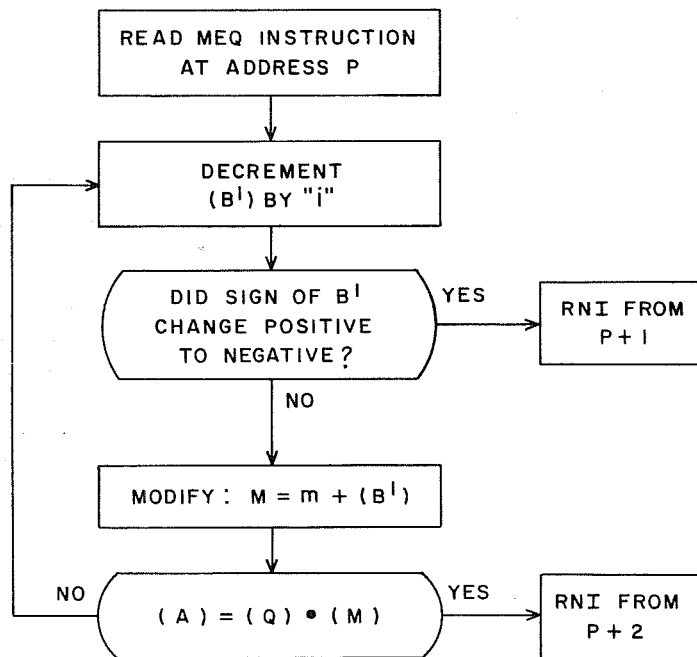 READ MEQ INSTRUCTION
AT ADDRESS P
DECREMENT
(B¹) BY "i"
DID SIGN OF B¹
CHANGE POSITIVE
TO NEGATIVE?
YES
RNI FROM
P+1
NO
MODIFY: M = m + (B¹)
NO
(A) = (Q) • (M)
YES
RNI FROM
P+2